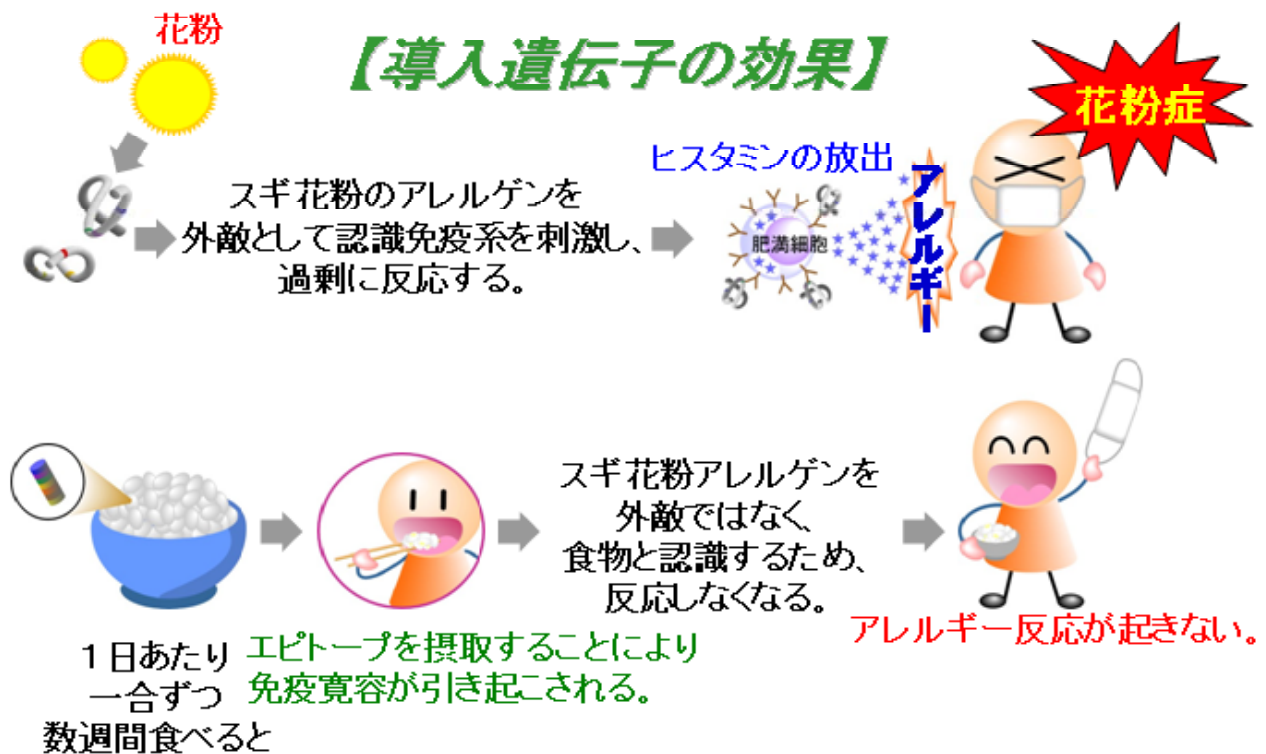 花粉
【導入遺伝子の効果】
花粉症
ヒスタミンの放出
スギ花粉のアレルゲンを
外敵として認識免疫系を刺激し、
過剰に反応する。
肥満細胞
アレルギー
スギ花粉アレルゲンを
外敵ではなく、
食物と認識するため、
反応しなくなる。
アレルギー反応が起きない。
1日あたり
一合ずつ
数週間食べると
エピトープを摂取することにより
免疫寛容が引き起こされる。